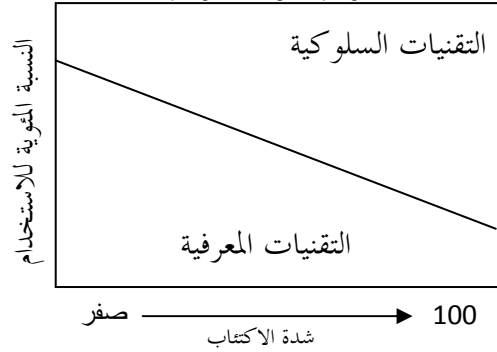 التقنيات السلوكية
النسبة المئوية للاستخدام
التقنيات المعرفية
صفر 100
شدة الاكتئاب